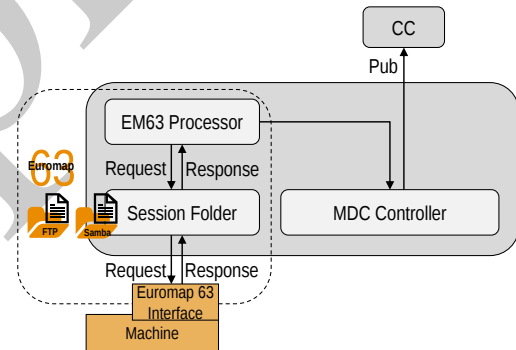 CC
Pub
EM63 Processor
Request
Response
63
Euromap
FTP
Samba
Session Folder
MDC Controller
Request
Response
Euromap 63
Interface
Machine